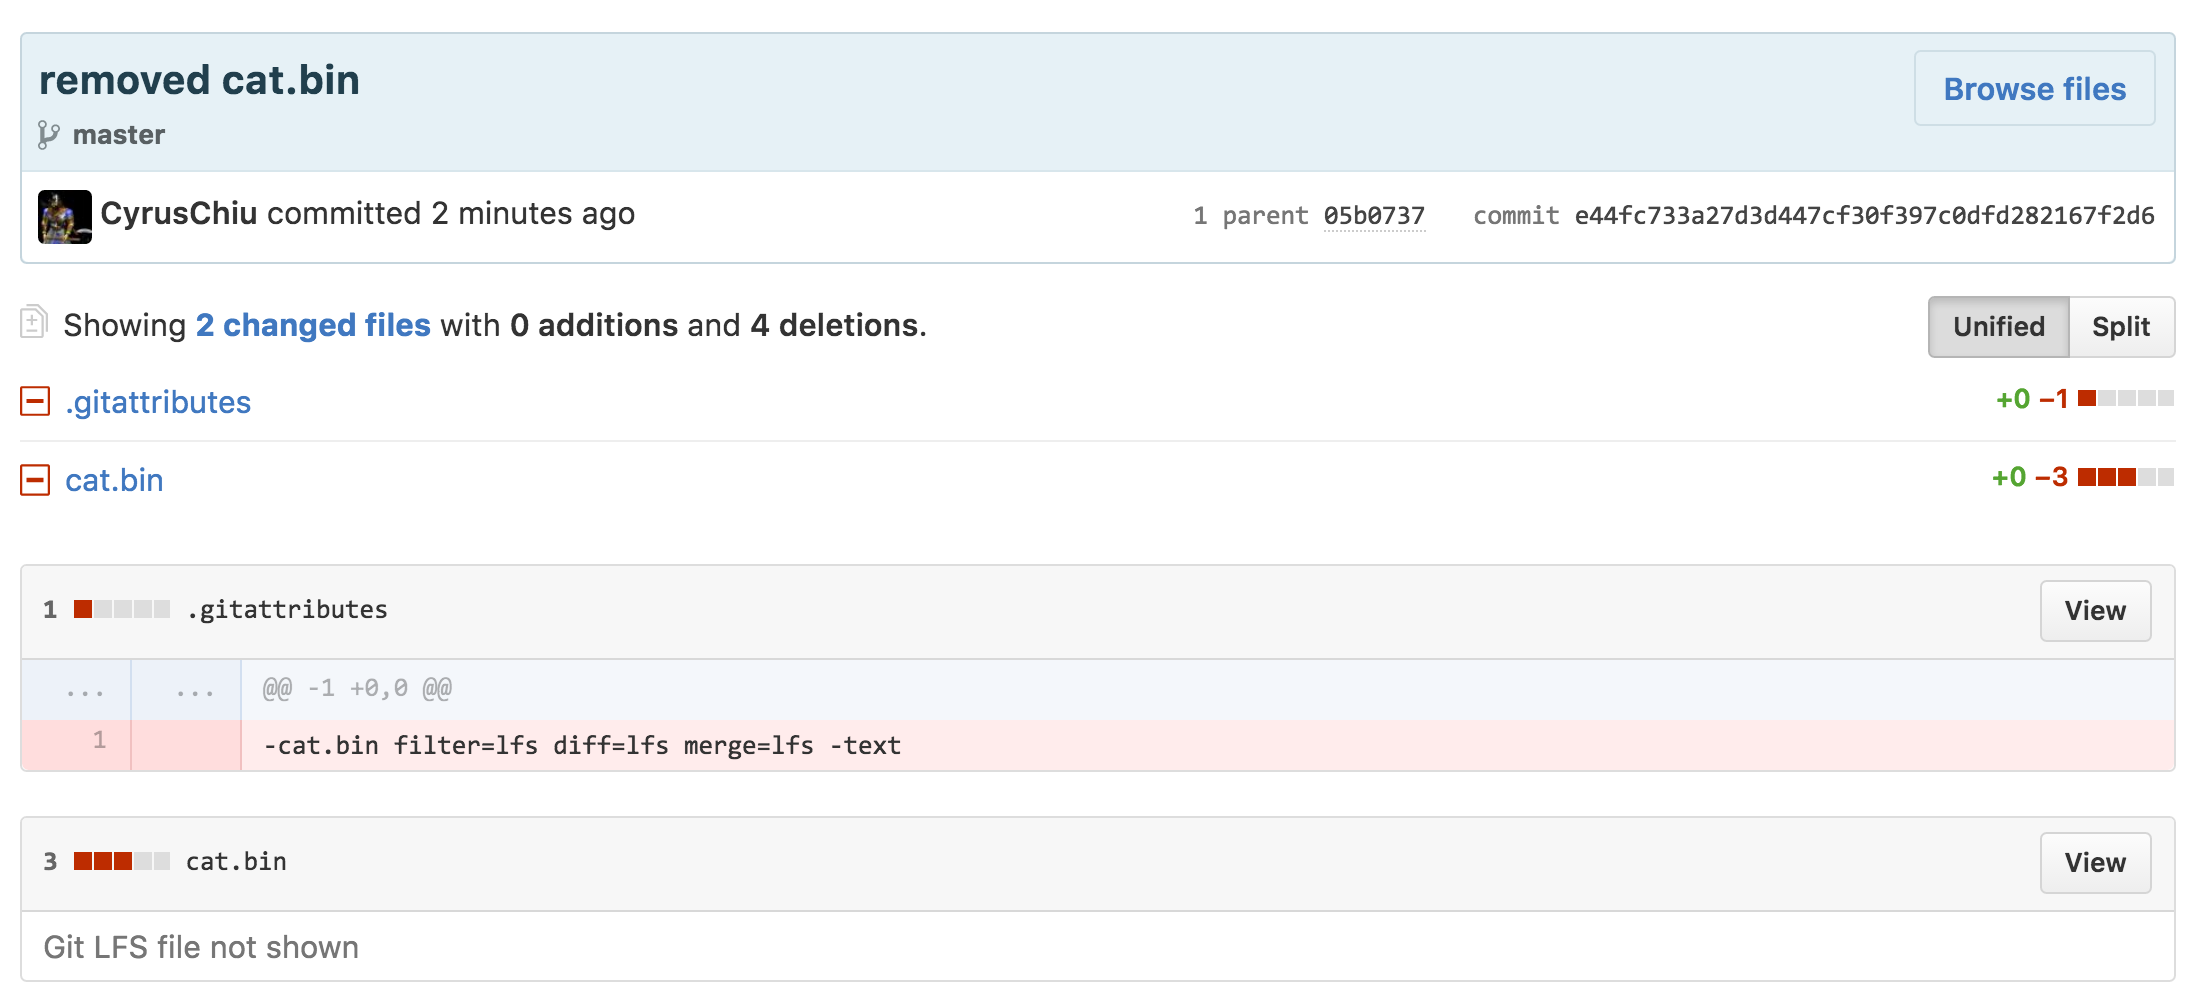 removed cat.bin
Browse files
master
CyrusChiu committed 2 minutes ago
1 parent 05b0737 commit e44fc733a27d3d447cf30f397c0dfd282167f2d6
Showing 2 changed files with 0 additions and 4 deletions.
Unified Split
.gitattributes +0 −1
cat.bin +0 −3
1 .gitattributes View
... ... @@ -1 +0,0 @@
1 -cat.bin filter=lfs diff=lfs merge=lfs -text
3 cat.bin View
Git LFS file not shown